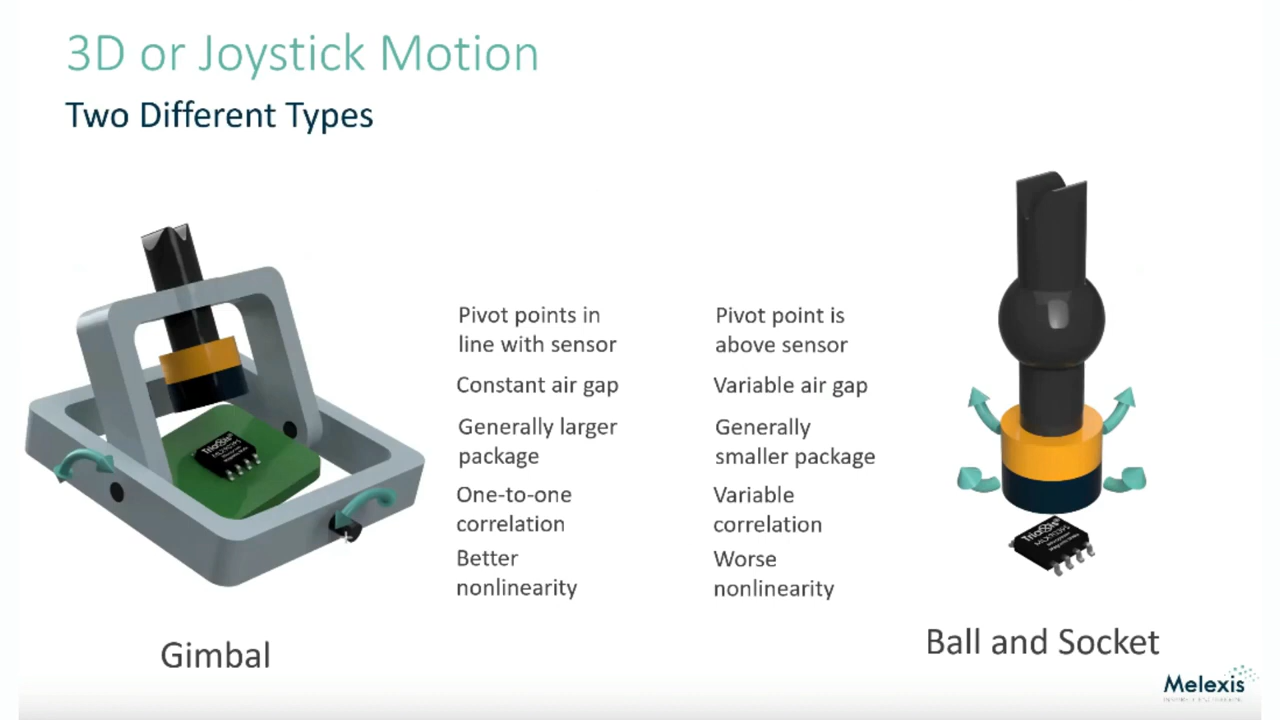 3D or Joystick Motion
Two Different Types
Pivot points in
line with sensor
Constant air gap
Generally larger
package
One-to-one
correlation
Better
nonlinearity
Pivot point is
above sensor
Variable air gap
Generally
smaller package
Variable
correlation
Worse
nonlinearity
Gimbal
Ball and Socket
Melexis